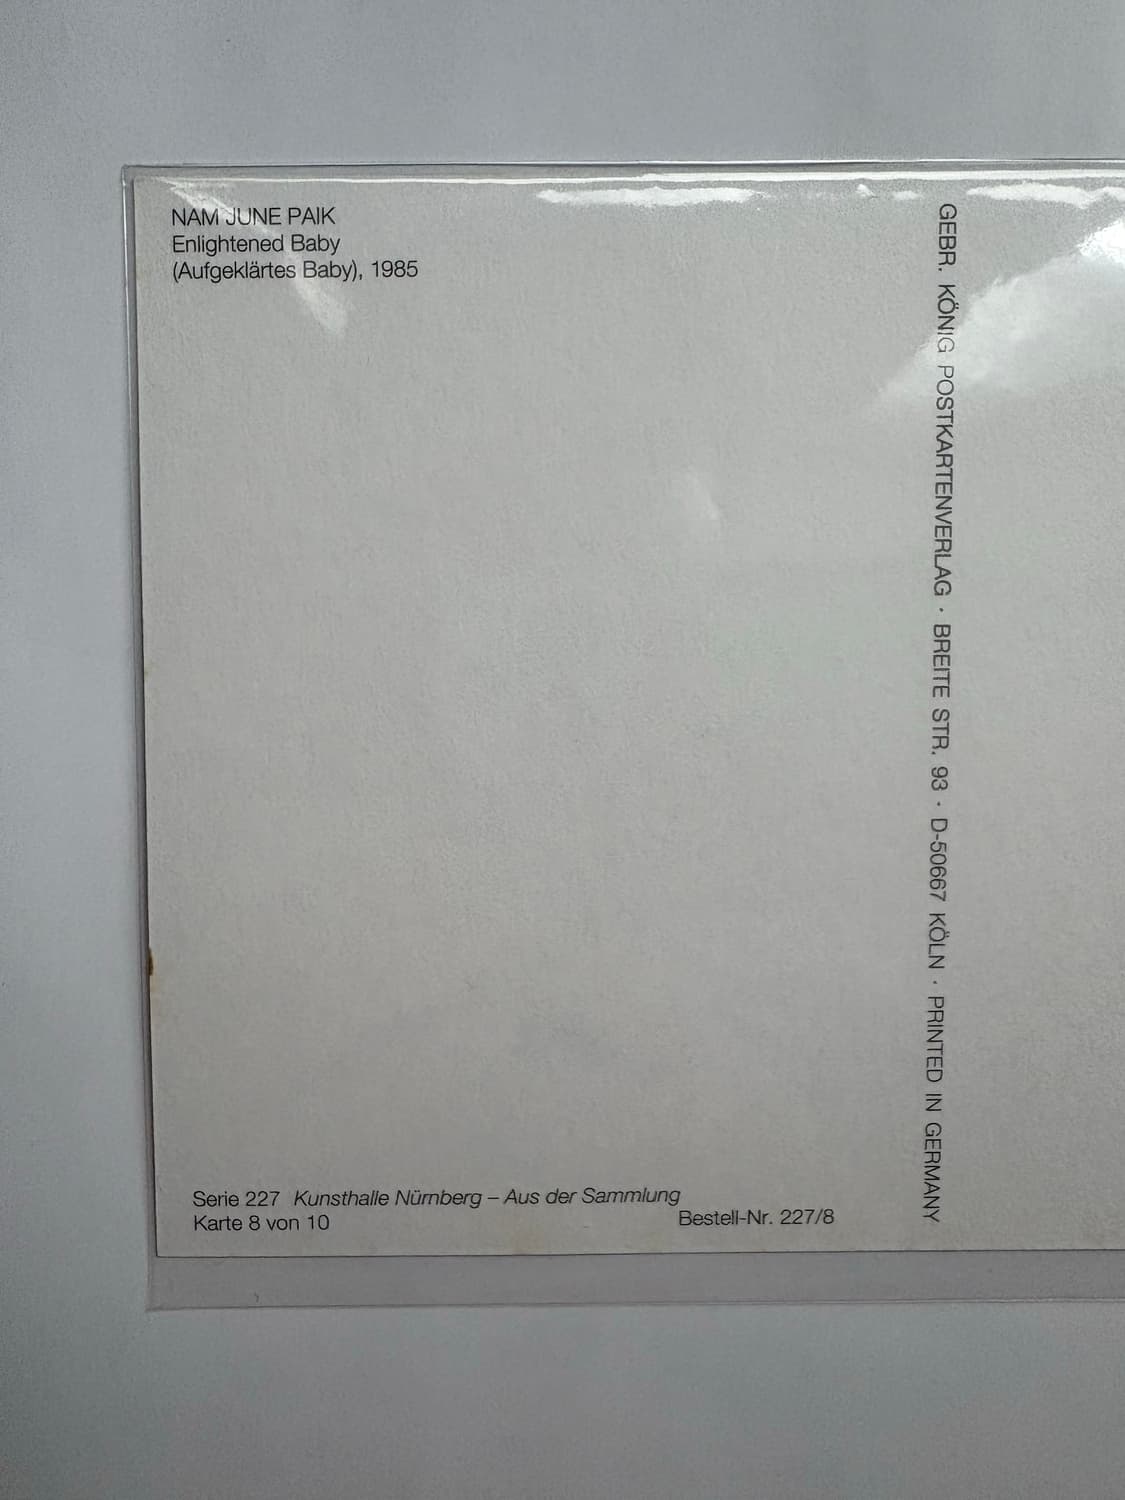 NAM JUNE PAIK
Enlightened Baby
(Aufgeklärtes Baby), 1985
GEBR. KÖNIG POSTKARTENVERLAG · BREITE STR. 93 · D-50667 KÖLN · PRINTED IN GERMANY
Serie 227 Kunsthalle Nürnberg – Aus der Sammlung
Karte 8 von 10
Bestell-Nr. 227/8